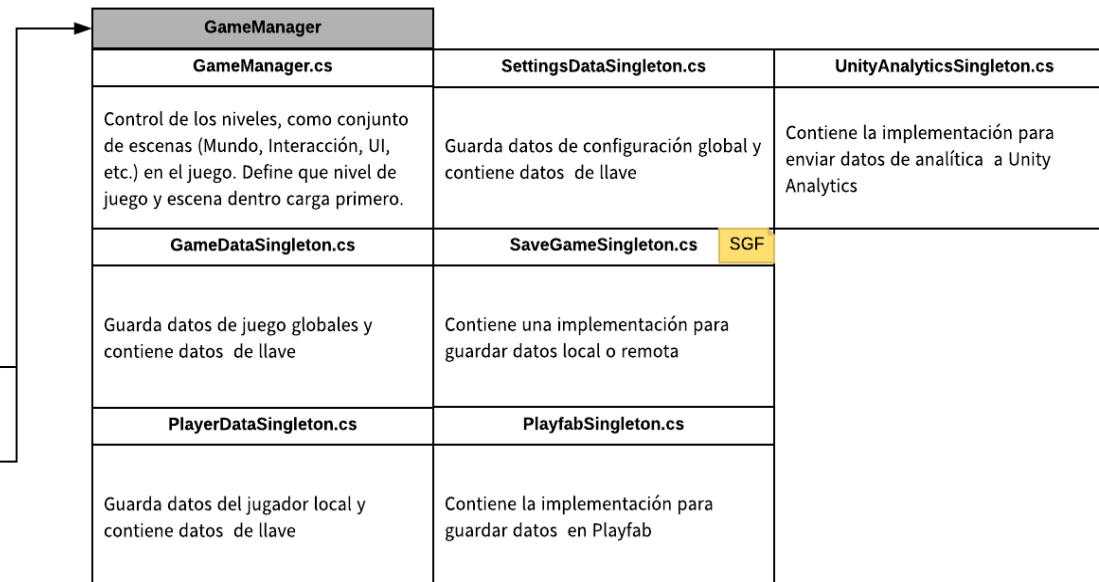 GameManager
GameManager.cs
SettingsDataSingleton.cs
UnityAnalyticsSingleton.cs
Control de los niveles, como conjunto
de escenas (Mundo, Interacción, UI,
etc.) en el juego. Define que nivel de
juego y escena dentro carga primero.
Guarda datos de configuración global y
contiene datos  de llave
Contiene la implementación para
enviar datos de analítica  a Unity
Analytics
GameDataSingleton.cs
SaveGameSingleton.cs
SGF
Guarda datos de juego globales y
contiene datos  de llave
Contiene una implementación para
guardar datos local o remota
PlayerDataSingleton.cs
PlayfabSingleton.cs
Guarda datos del jugador local y
contiene datos  de llave
Contiene la implementación para
guardar datos  en Playfab